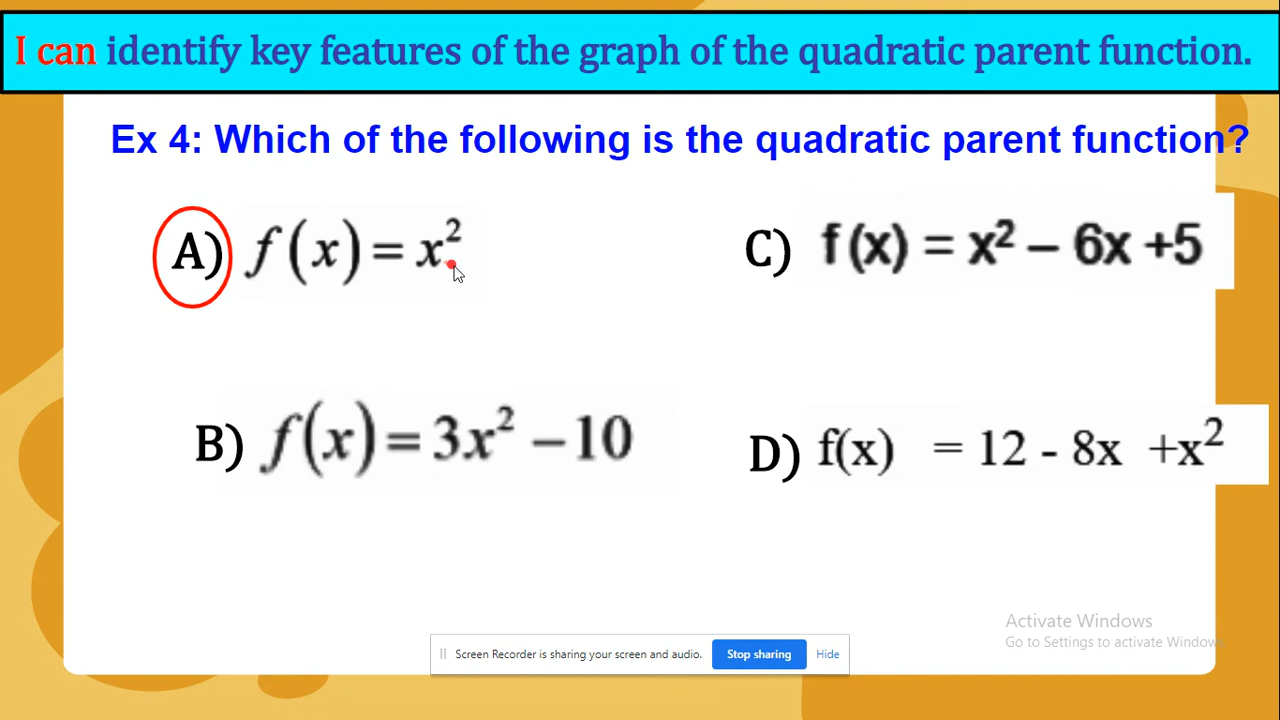 I can identify key features of the graph of the quadratic parent function.
Ex 4: Which of the following is the quadratic parent function?
A) f(x) = x²
C) f(x) = x² – 6x +5
B) f(x) = 3x² – 10
D) f(x) = 12 - 8x +x²
Activate Windows
Go to Settings to activate Windows.
Screen Recorder is sharing your screen and audio. Stop sharing Hide